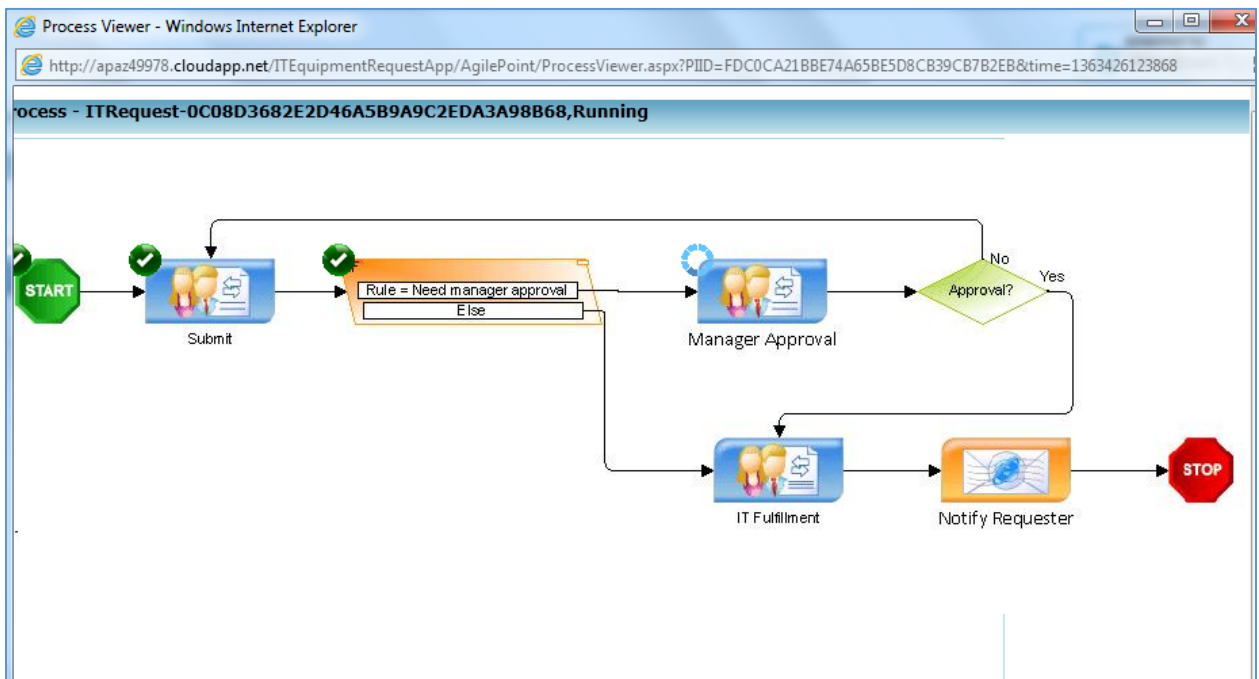 Process Viewer - Windows Internet Explorer
http://apaz49978.cloudapp.net/ITEquipmentRequestApp/AgilePoint/ProcessViewer.aspx?PIID=FDC0CA21BBE74A65BE5D8CB39CB7B2EB&time=1363426123868
rocess - ITRequest-0C08D3682E2D46A5B9A9C2EDA3A98B68,Running
No
Yes
START
Rule = Need manager approval
Approval?
Else
Submit
Manager Approval
STOP
IT Fulfillment
Notify Requester